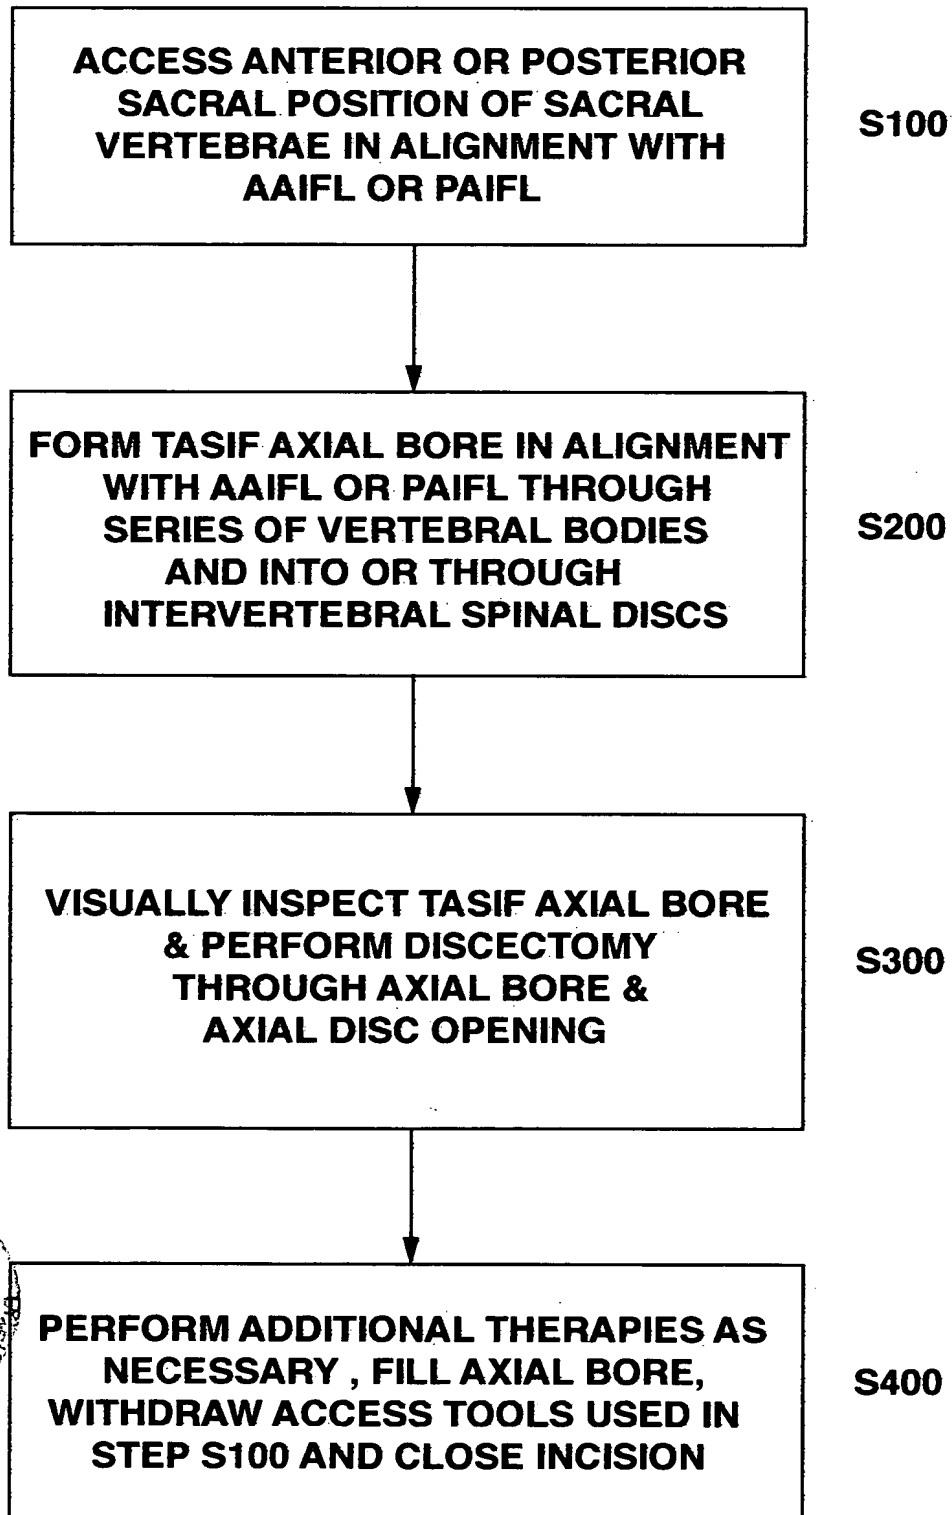 ACCESS ANTERIOR OR POSTERIOR
SACRAL POSITION OF SACRAL
VERTEBRAE IN ALIGNMENT WITH
AAIFL OR PAIFL
S100
FORM TASIF AXIAL BORE IN ALIGNMENT
WITH AAIFL OR PAIFL THROUGH
SERIES OF VERTEBRAL BODIES
AND INTO OR THROUGH
INTERVERTEBRAL SPINAL DISCS
S200
VISUALLY INSPECT TASIF AXIAL BORE
& PERFORM DISCECTOMY
THROUGH AXIAL BORE &
AXIAL DISC OPENING
S300
PERFORM ADDITIONAL THERAPIES AS
NECESSARY , FILL AXIAL BORE,
WITHDRAW ACCESS TOOLS USED IN
STEP S100 AND CLOSE INCISION
S400